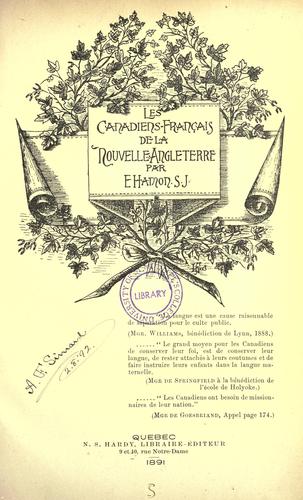 LES
CANADIENS-FRANÇAIS
DE LA
NOUVELLE-ANGLETERRE
PAR
E. HAMON. S.J.
LIBRARY
"La langue est une cause raisonnable
de séparation pour le culte public,
(MGR. WILLIAMS, bénédiction de Lynn, 1888,)
...... "Le grand moyen pour les Canadiens
de conserver leur foi, est de conserver leur
langue, de rester attachés à leurs coutumes et de
faire instruire leurs enfants dans la langue ma-
ternelle.
(MGR DE SPRINGFIELD à la bénédiction de
l'école de Holyoke.)
...... "Les Canadiens ont besoin de mission-
naires de leur nation."
(MGR DE GOESBRIAND, Appel page 174.)
QUEBEC
N. S. HARDY, LIBRAIRE-EDITEUR
9 et 10, rue Notre-Dame
1891
S